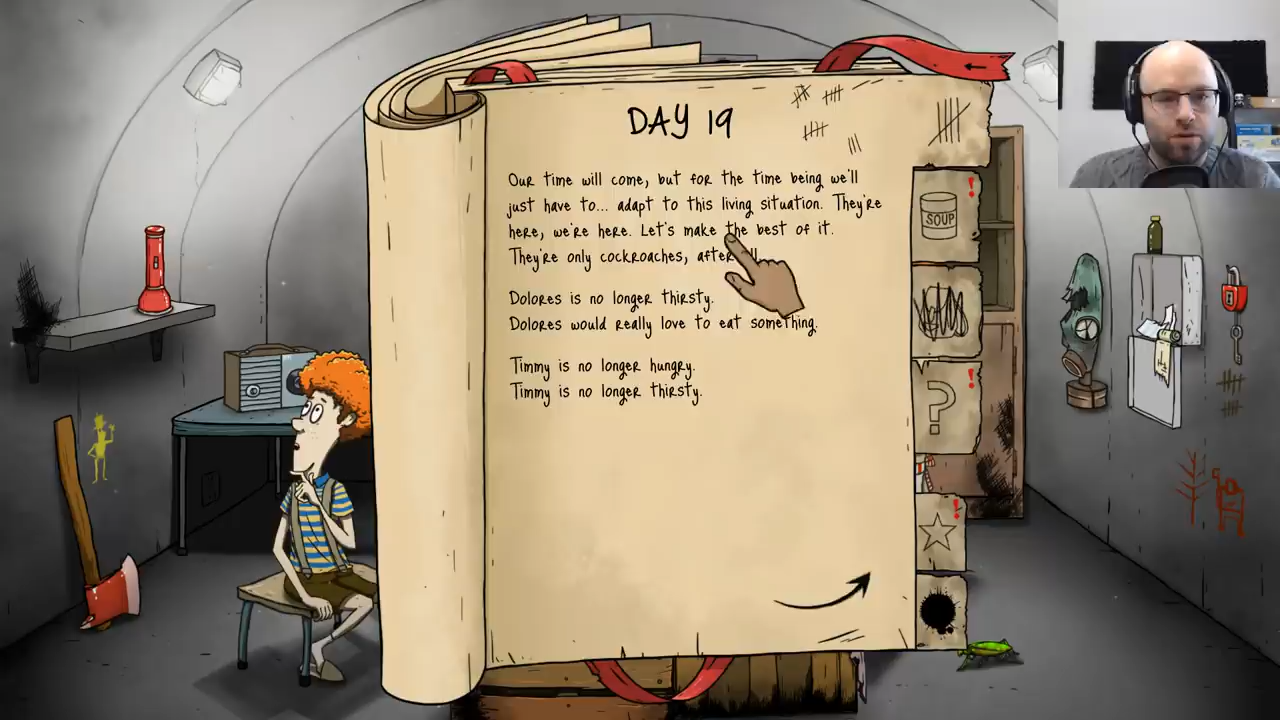 DAY 19
Our time will come, but for the time being we'll
just have to... adapt to this living situation. They're
here, we're here. Let's make the best of it.
They're only cockroaches, after
Dolores is no longer thirsty.
Dolores would really love to eat something.
Timmy is no longer hungry.
Timmy is no longer thirsty.
!
SOUP
!
?
!